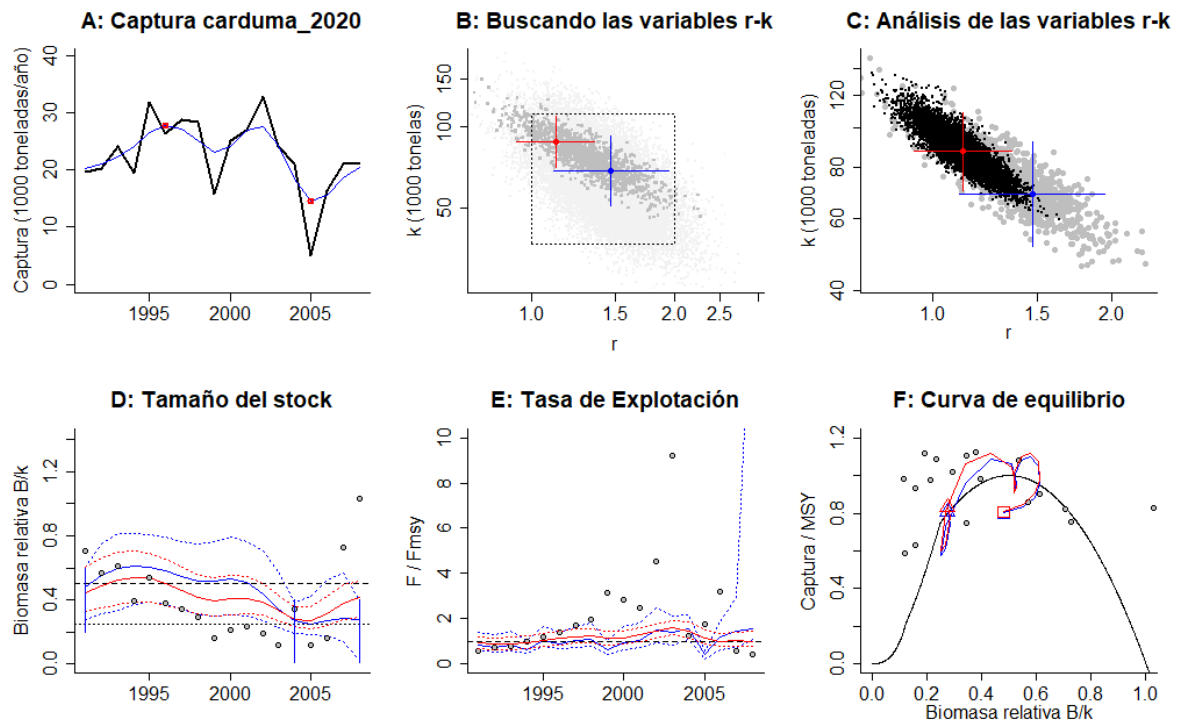 A: Captura carduma_2020
Captura (1000 toneladas/año)
40
30
20
10
0
1995 2000 2005
B: Buscando las variables r-k
k (1000 tonelas)
150
100
50
1.0 1.5 2.0 2.5
r
C: Análisis de las variables r-k
k (1000 toneladas)
120
80
60
40
1.0 1.5 2.0
r
D: Tamaño del stock
Biomasa relativa B/k
1.2
0.8
0.4
0.0
1995 2000 2005
E: Tasa de Explotación
F / Fmsy
10
8
6
4
2
0
1995 2000 2005
F: Curva de equilibrio
Captura / MSY
1.2
0.8
0.4
0.0
0.0 0.2 0.4 0.6 0.8 1.0
Biomasa relativa B/k